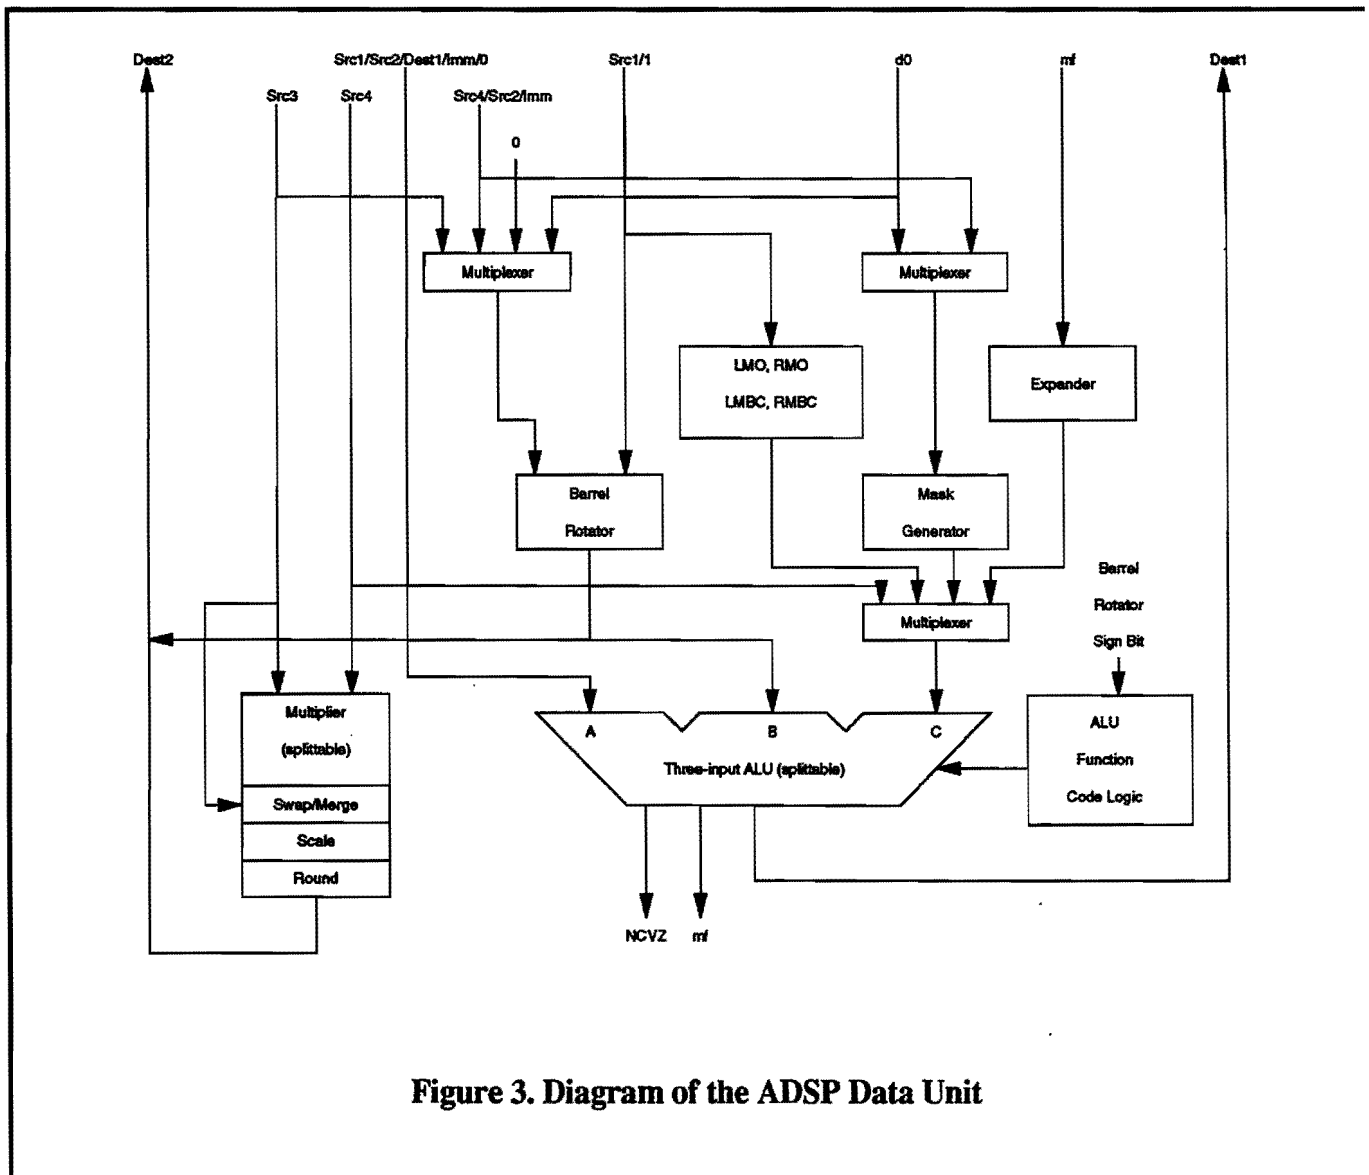 Dest2
Src1/Src2/Dest1/Imm/0
Src1/1
d0
mf
Dest1
Src3
Src4
Src4/Src2/Imm
0
Multiplexer
Multiplexer
LMO, RMO
LMBC, RMBC
Expander
Barrel
Rotator
Mask
Generator
Barrel
Rotator
Sign Bit
Multiplexer
Multiplier
(splittable)
Swap/Merge
Scale
Round
A
B
C
Three-input ALU (splittable)
ALU
Function
Code Logic
NCVZ
mf
Figure 3. Diagram of the ADSP Data Unit